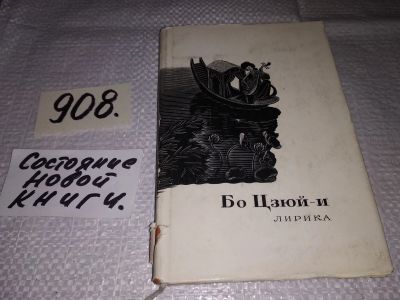 908.
Состояние
новой
книги.
Бо Цзюй-и
ЛИРИКА